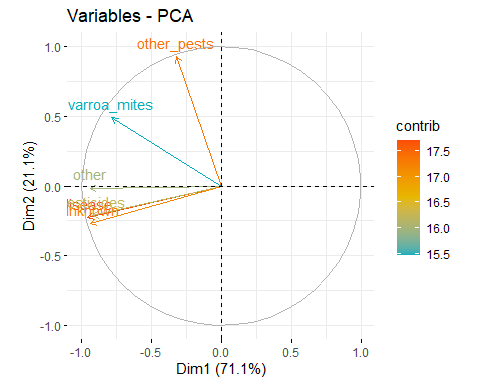 Variables - PCA
other_pests
varroa_mites
other
1.0
0.5
0.0
-0.5
-1.0
Dim2 (21.1%)
-1.0 -0.5 0.0 0.5 1.0
Dim1 (71.1%)
contrib
17.5
17.0
16.5
16.0
15.5